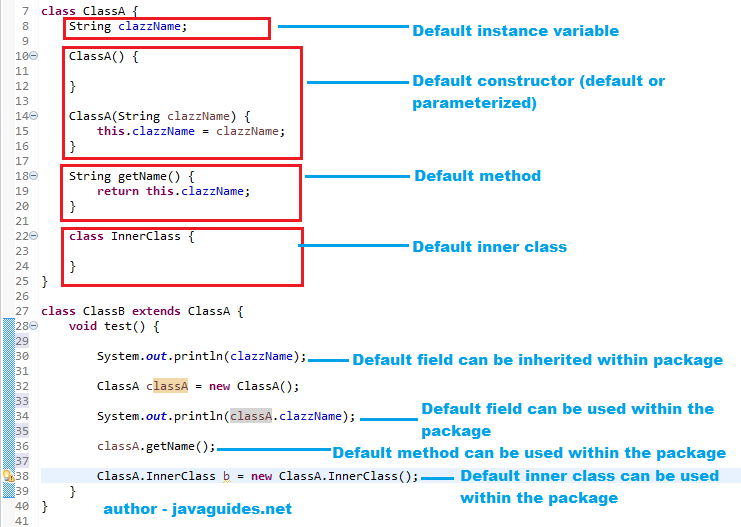 7 class ClassA {
8 String clazzName;
Default instance variable
9
10 ClassA() {
11
Default constructor (default or
parameterized)
12 }
13
14 ClassA(String clazzName) {
15 this.clazzName = clazzName;
16 }
17
18 String getName() {
Default method
19 return this.clazzName;
20 }
21
22 class InnerClass {
23
Default inner class
24 }
25 }
26
27 class ClassB extends ClassA {
28 void test() {
29
30 System.out.println(clazzName);
Default field can be inherited within package
31
32 ClassA classA = new ClassA();
33
34 System.out.println(classA.clazzName);
Default field can be used within the
package
35
36 classA.getName();
Default method can be used within the package
37
38 ClassA.InnerClass b = new ClassA.InnerClass();
Default inner class can be used
within the package
39 }
40 }
author - javaguides.net
41